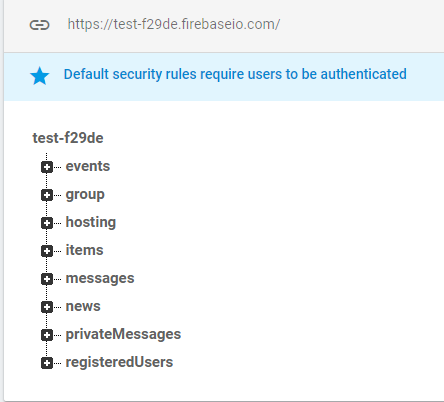 https://test-f29de.firebaseio.com/
Default security rules require users to be authenticated
test-f29de
events
group
hosting
items
messages
news
privateMessages
registeredUsers